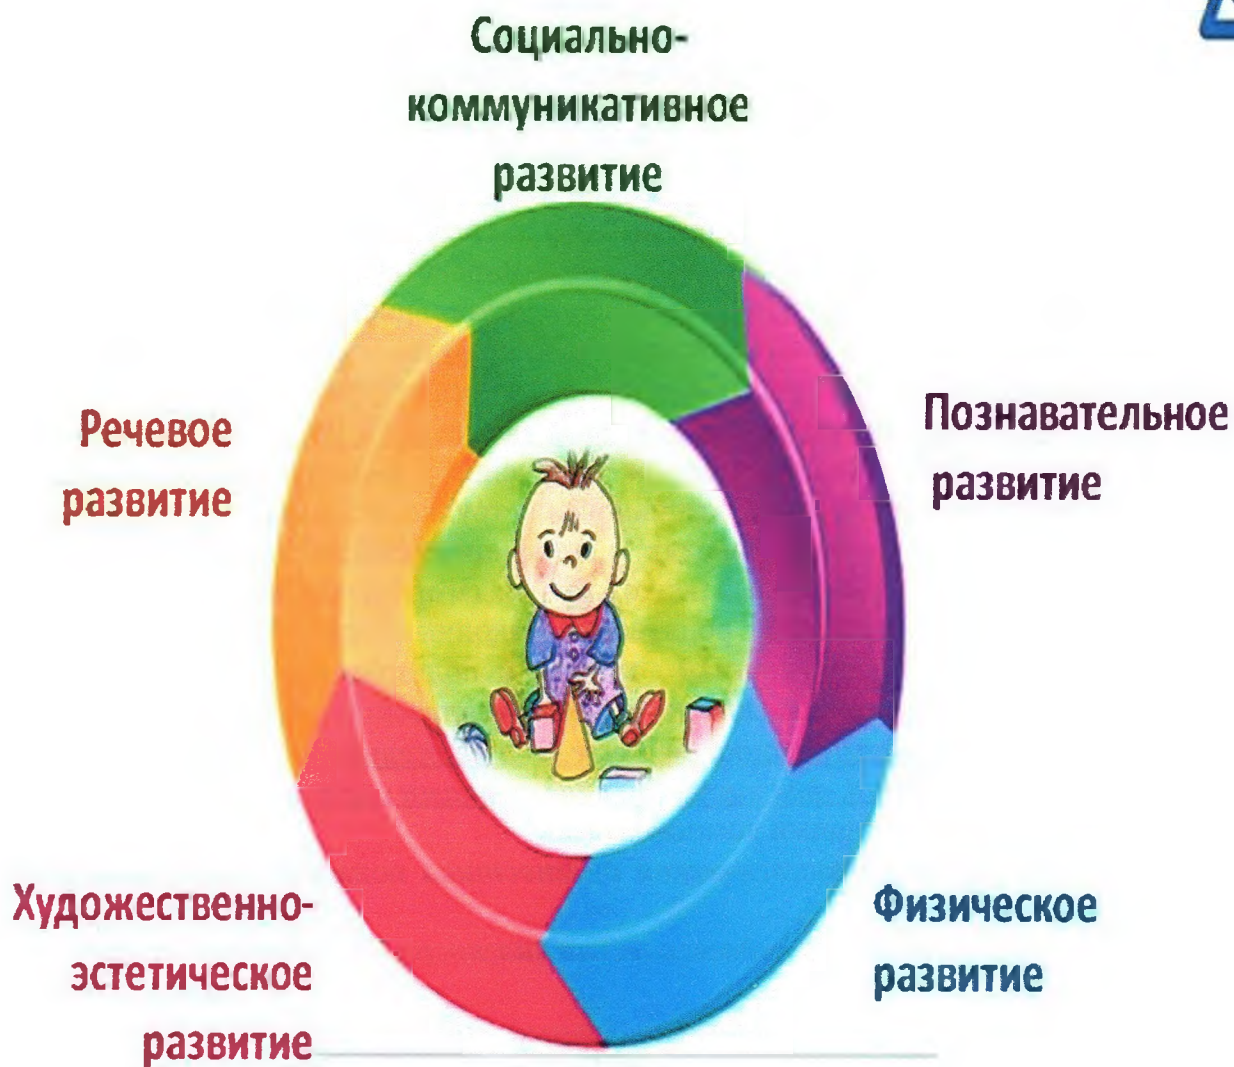 Социально-
коммуникативное
развитие
Познавательное
развитие
Речевое
развитие
Физическое
развитие
Художественно-
эстетическое
развитие